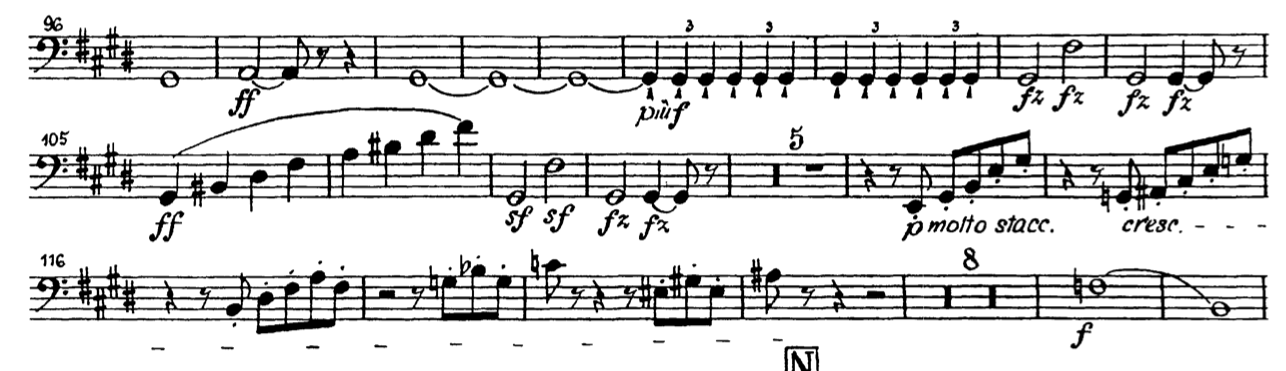 96 3 3 3 3
ff più f fz fz fz fz
105 5
ff sf sf fz fz p molto stacc. cresc. - - -
116 8
f
N